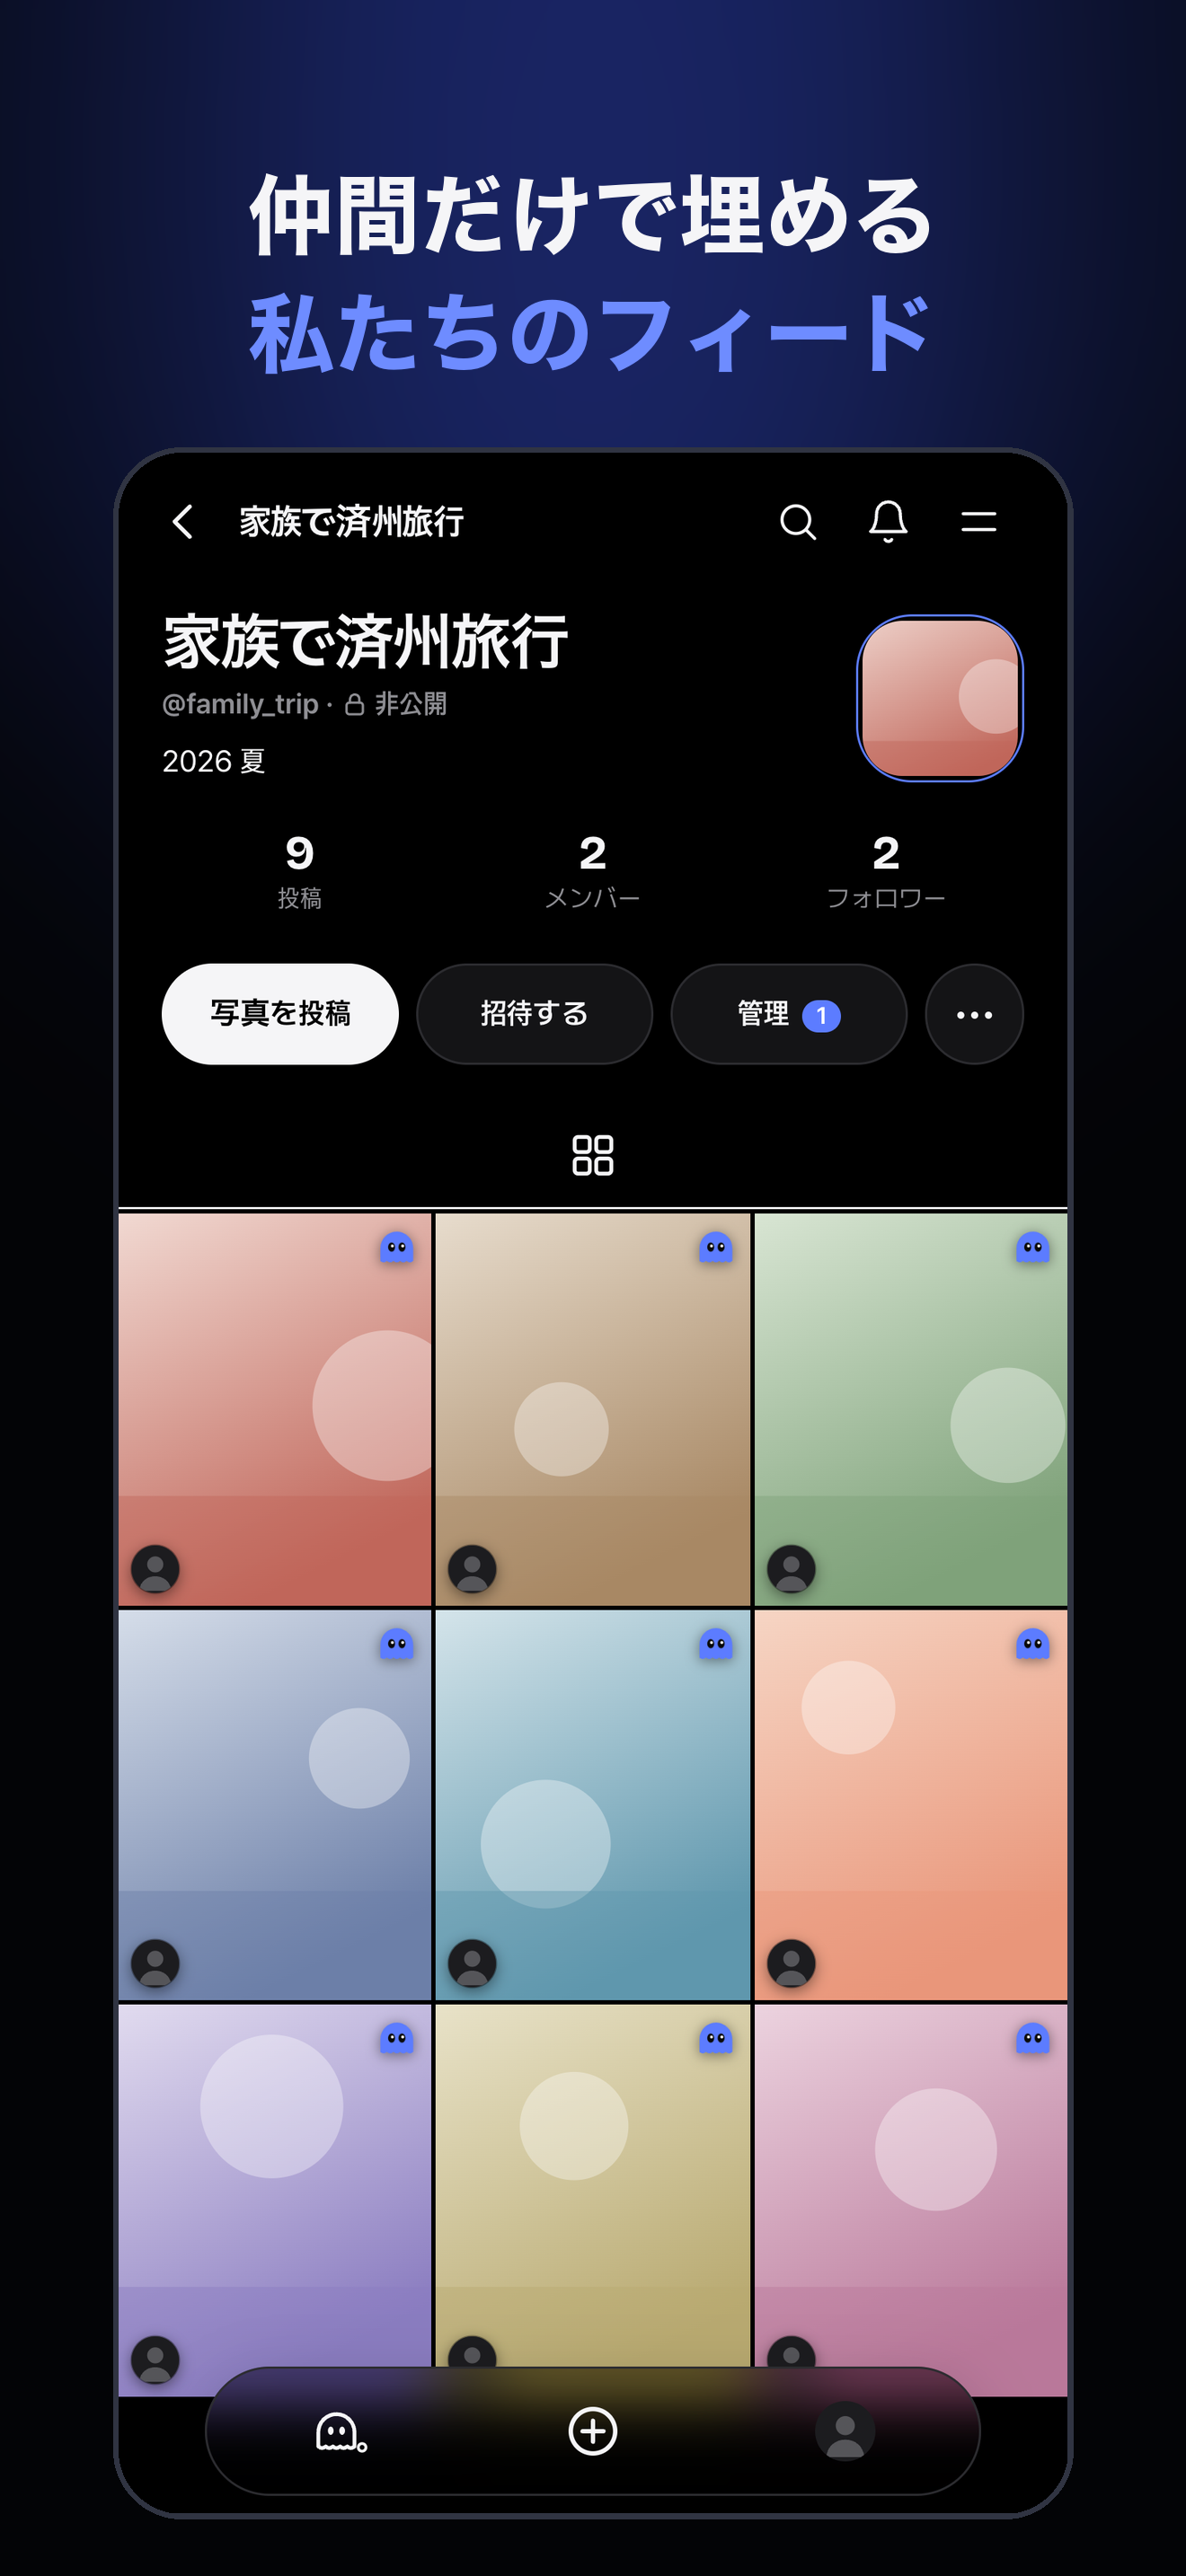 仲間だけで埋める
私たちのフィード
家族で済州旅行
家族で済州旅行
@family_trip · 非公開
2026 夏
9 2 2
投稿 メンバー フォロワー
写真を投稿 招待する 管理 1